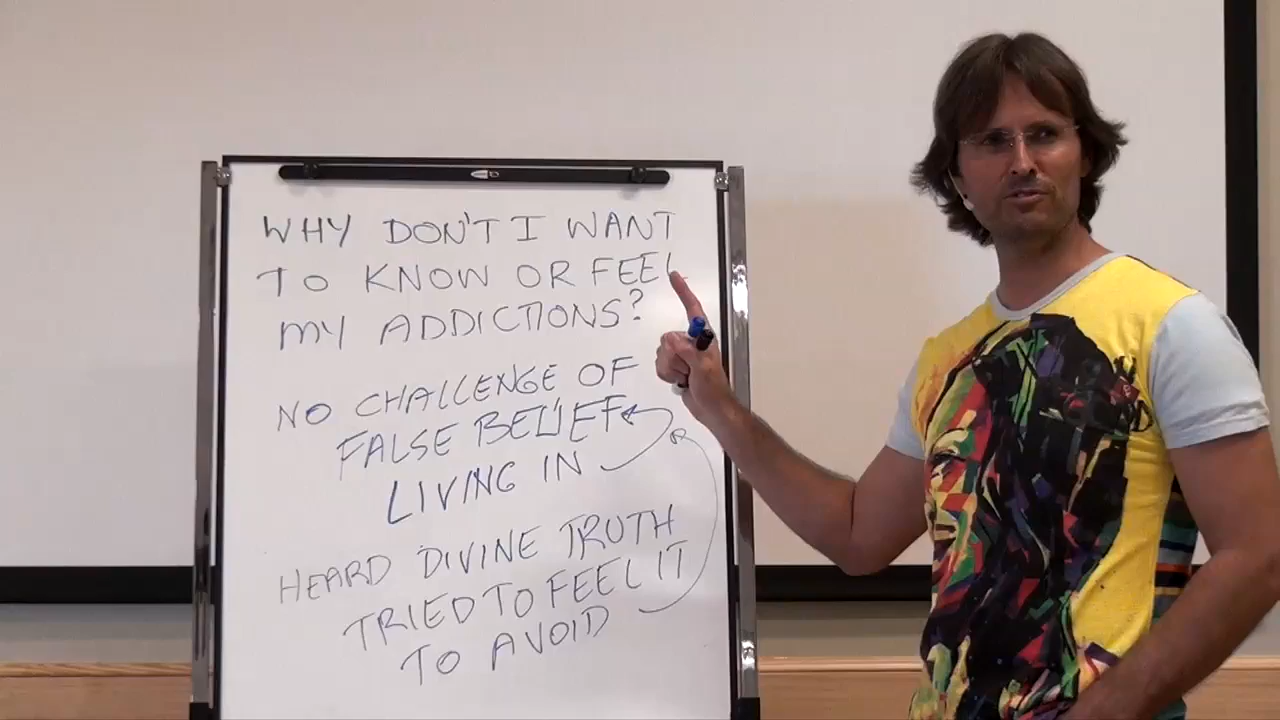 WHY DON'T I WANT
TO KNOW OR FEEL
MY ADDICTIONS?
NO CHALLENGE OF
FALSE BELIEF
LIVING IN
HEARD DIVINE TRUTH
TRIED TO FEEL IT
TO AVOID